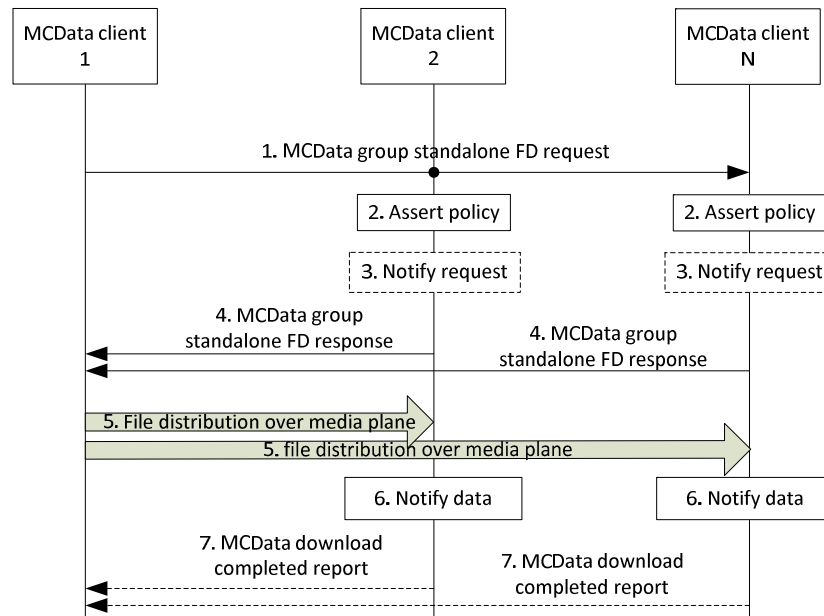 MCData client
1
MCData client
2
MCData client
N
1. MCData group standalone FD request
2. Assert policy
2. Assert policy
3. Notify request
3. Notify request
4. MCData group
standalone FD response
4. MCData group
standalone FD response
5. File distribution over media plane
5. file distribution over media plane
6. Notify data
6. Notify data
7. MCData download
completed report
7. MCData download
completed report